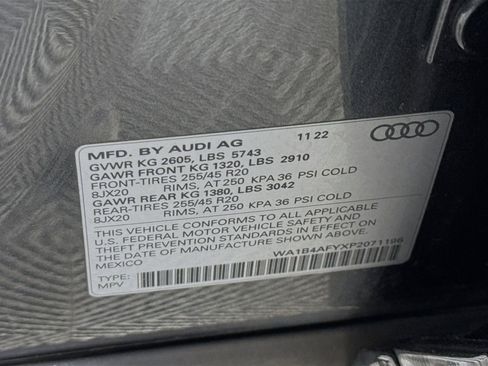 MFD. BY AUDI AG 11 22
GVWR KG 2605, LBS 5743
GAWR FRONT KG 1320, LBS 2910
FRONT-TIRES 255/45 R20
8JX20 RIMS, AT 250 KPA 36 PSI COLD
GAWR REAR KG 1380, LBS 3042
REAR-TIRES 255/45 R20
8JX20 RIMS, AT 250 KPA 36 PSI COLD
THIS VEHICLE CONFORMS TO ALL APPLICABLE
U.S. FEDERAL MOTOR VEHICLE SAFETY AND
THEFT PREVENTION STANDARDS IN EFFECT ON
THE DATE OF MANUFACTURE SHOWN ABOVE.
MEXICO
WA1B4AFYXP2071196
TYPE:
MPV